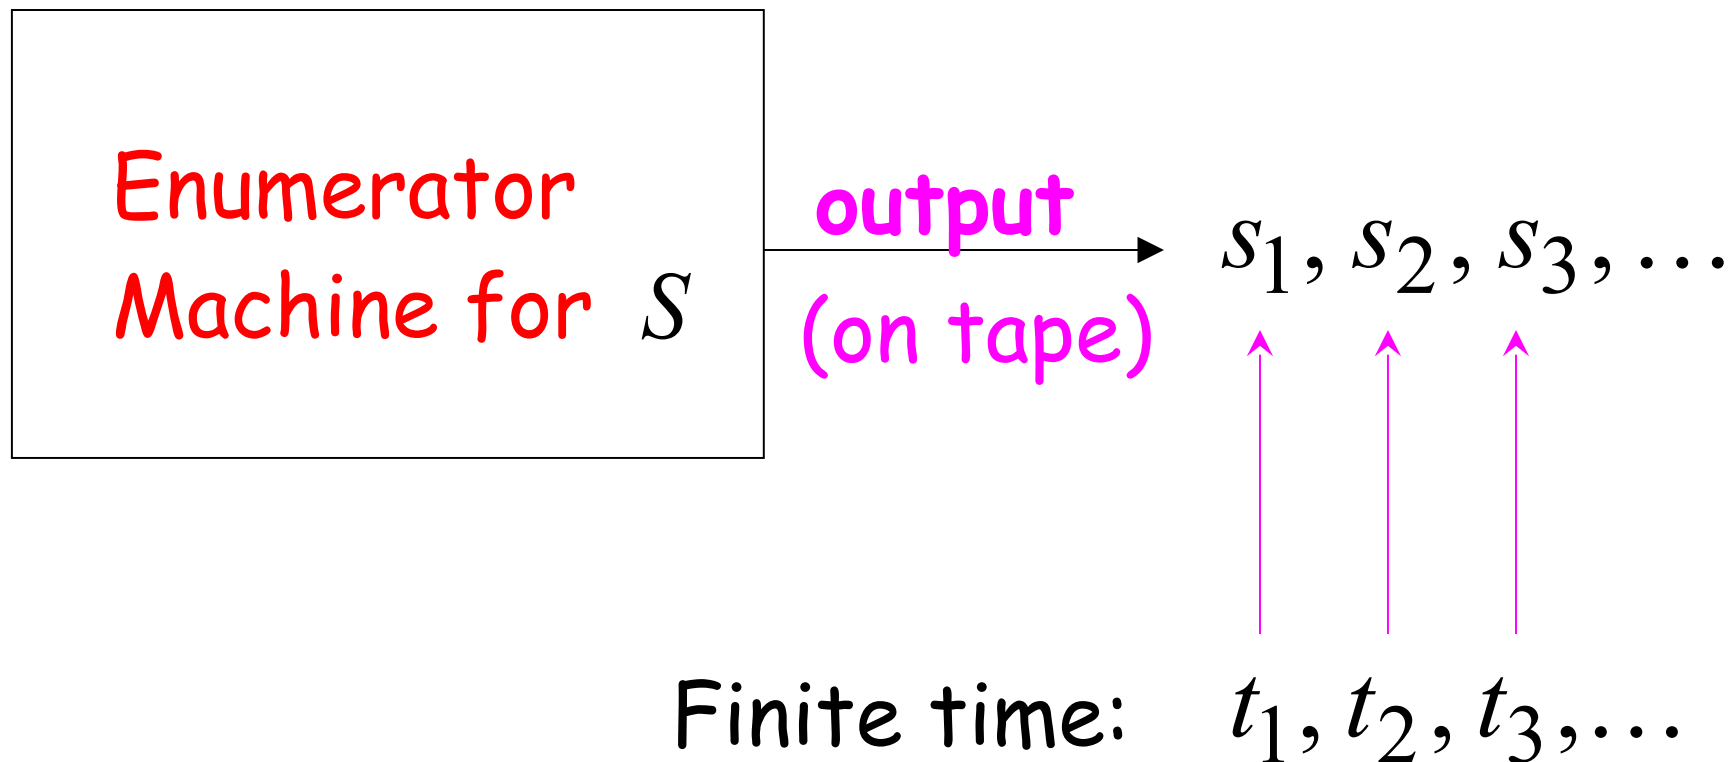 Enumerator
Machine for S
output
(on tape)
s₁, s₂, s₃, …
Finite time: t₁, t₂, t₃, …